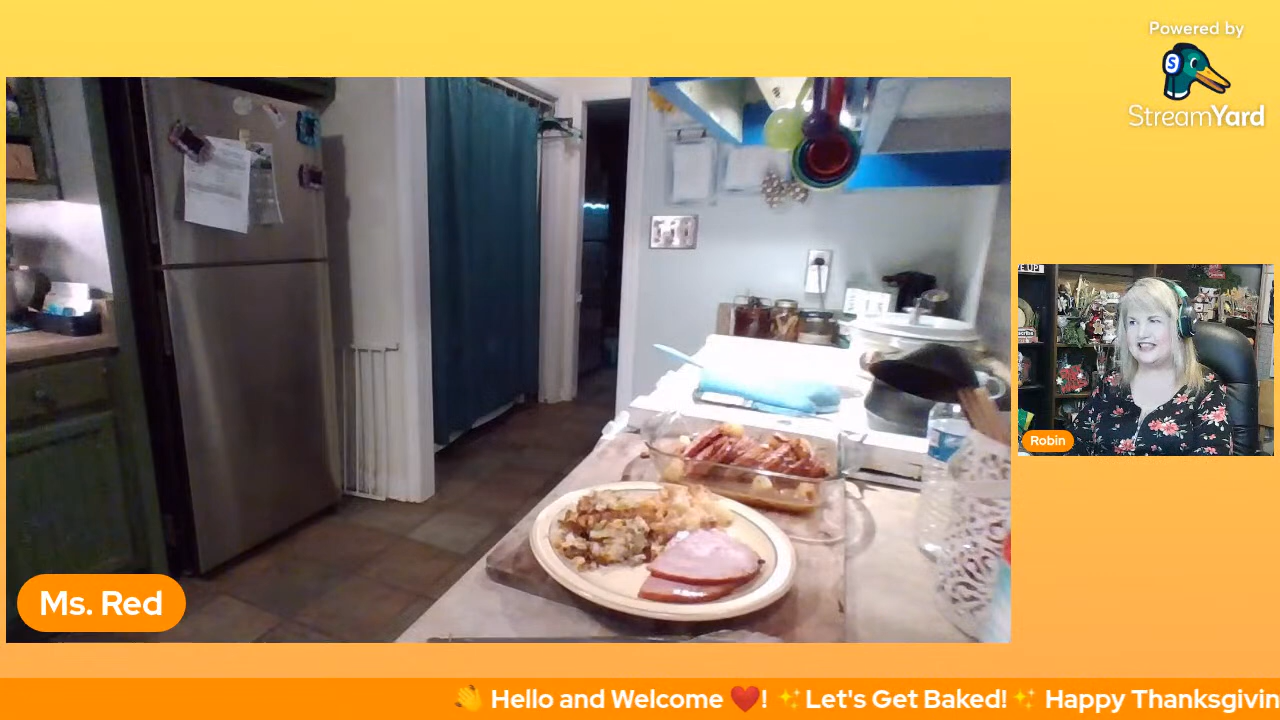 Powered by
S
StreamYard
Robin
Ms. Red
👋 Hello and Welcome ❤️! ✨Let's Get Baked!✨ Happy Thanksgivin